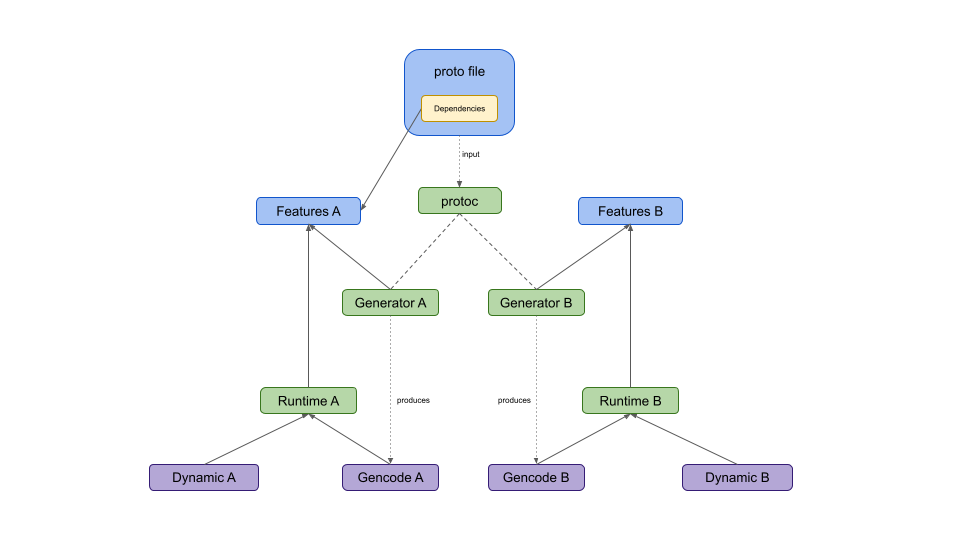 proto file
Dependencies
input
protoc
Features A
Features B
Generator A
Generator B
Runtime A
produces
produces
Runtime B
Dynamic A
Gencode A
Gencode B
Dynamic B